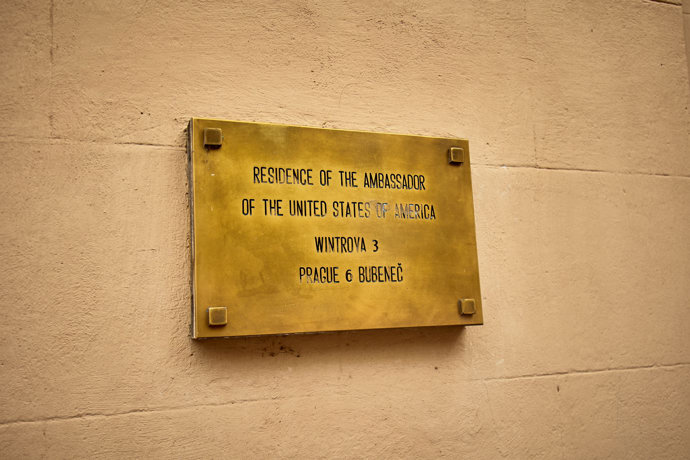 RESIDENCE OF THE AMBASSADOR
OF THE UNITED STATES OF AMERICA
WINTROVA 3
PRAGUE 6 BUBENEČ